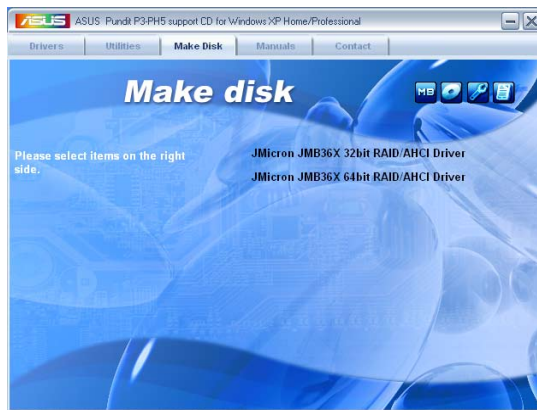 ASUS Pundit P3-PH5 support CD for Windows XP Home/Professional
Drivers Utilities Make Disk Manuals Contact
Make disk
MB
Please select items on the right
side.
JMicron JMB36X 32bit RAID/AHCI Driver
JMicron JMB36X 64bit RAID/AHCI Driver